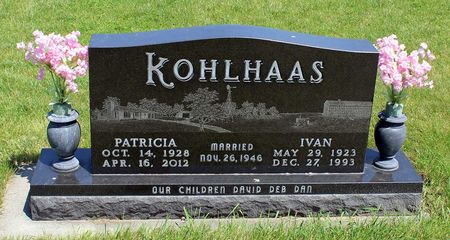 KOHLHAAS
PATRICIA
OCT. 14, 1928
APR. 16, 2012
MARRIED
NOV. 26, 1946
IVAN
MAY 29, 1923
DEC. 27, 1993
OUR CHILDREN DAVID DEB DAN